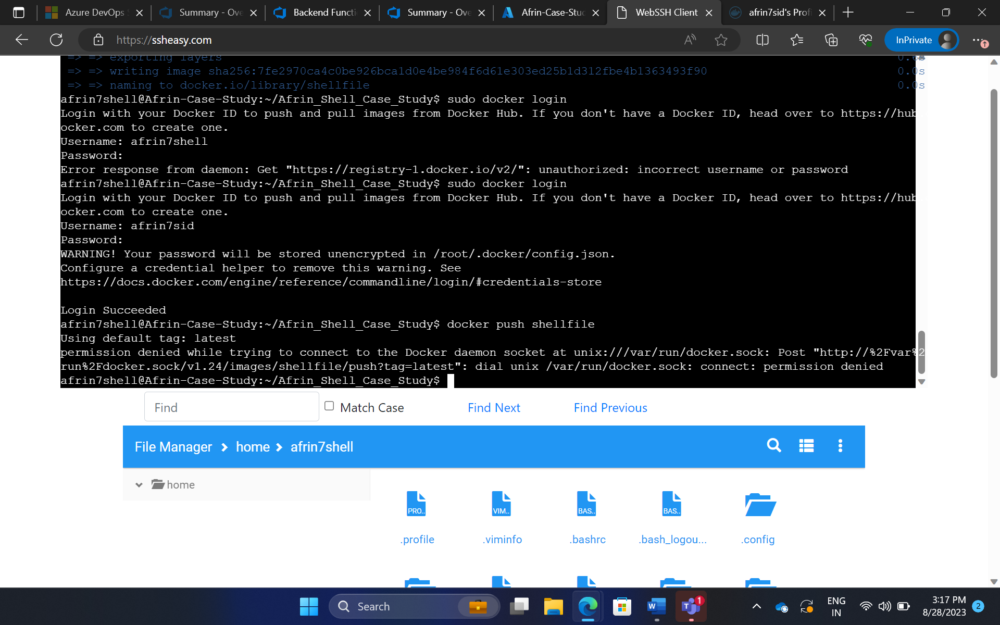 Azure DevOps
Summary - Ove
Backend Functi
Summary - Ove
Afrin-Case-Stud
WebSSH Client
afrin7sid's Profi
https://ssheasy.com
InPrivate
=> => exporting layers 0.6s
=> => writing image sha256:7fe2970ca4c0be926bca1d0e4be984f6d61e303ed25b1d312fbe4b1363493f90 0.0s
=> => naming to docker.io/library/shellfile 0.0s
afrin7shell@Afrin-Case-Study:~/Afrin_Shell_Case_Study$ sudo docker login
Login with your Docker ID to push and pull images from Docker Hub. If you don't have a Docker ID, head over to https://hub.
ocker.com to create one.
Username: afrin7shell
Password:
Error response from daemon: Get "https://registry-1.docker.io/v2/": unauthorized: incorrect username or password
afrin7shell@Afrin-Case-Study:~/Afrin_Shell_Case_Study$ sudo docker login
Login with your Docker ID to push and pull images from Docker Hub. If you don't have a Docker ID, head over to https://hub
ocker.com to create one.
Username: afrin7sid
Password:
WARNING! Your password will be stored unencrypted in /root/.docker/config.json.
Configure a credential helper to remove this warning. See
https://docs.docker.com/engine/reference/commandline/login/#credentials-store
Login Succeeded
afrin7shell@Afrin-Case-Study:~/Afrin_Shell_Case_Study$ docker push shellfile
Using default tag: latest
permission denied while trying to connect to the Docker daemon socket at unix:///var/run/docker.sock: Post "http://%2Fvar%2
run%2Fdocker.sock/v1.24/images/shellfile/push?tag=latest": dial unix /var/run/docker.sock: connect: permission denied
afrin7shell@Afrin-Case-Study:~/Afrin_Shell_Case_Study$
Find
Match Case
Find Next
Find Previous
File Manager
home
afrin7shell
home
PRO..
VIM..
BAS..
BAS..
.profile
.viminfo
.bashrc
.bash_logou...
.config
Search
W
T
1
ENG
IN
3:17 PM
8/28/2023
2